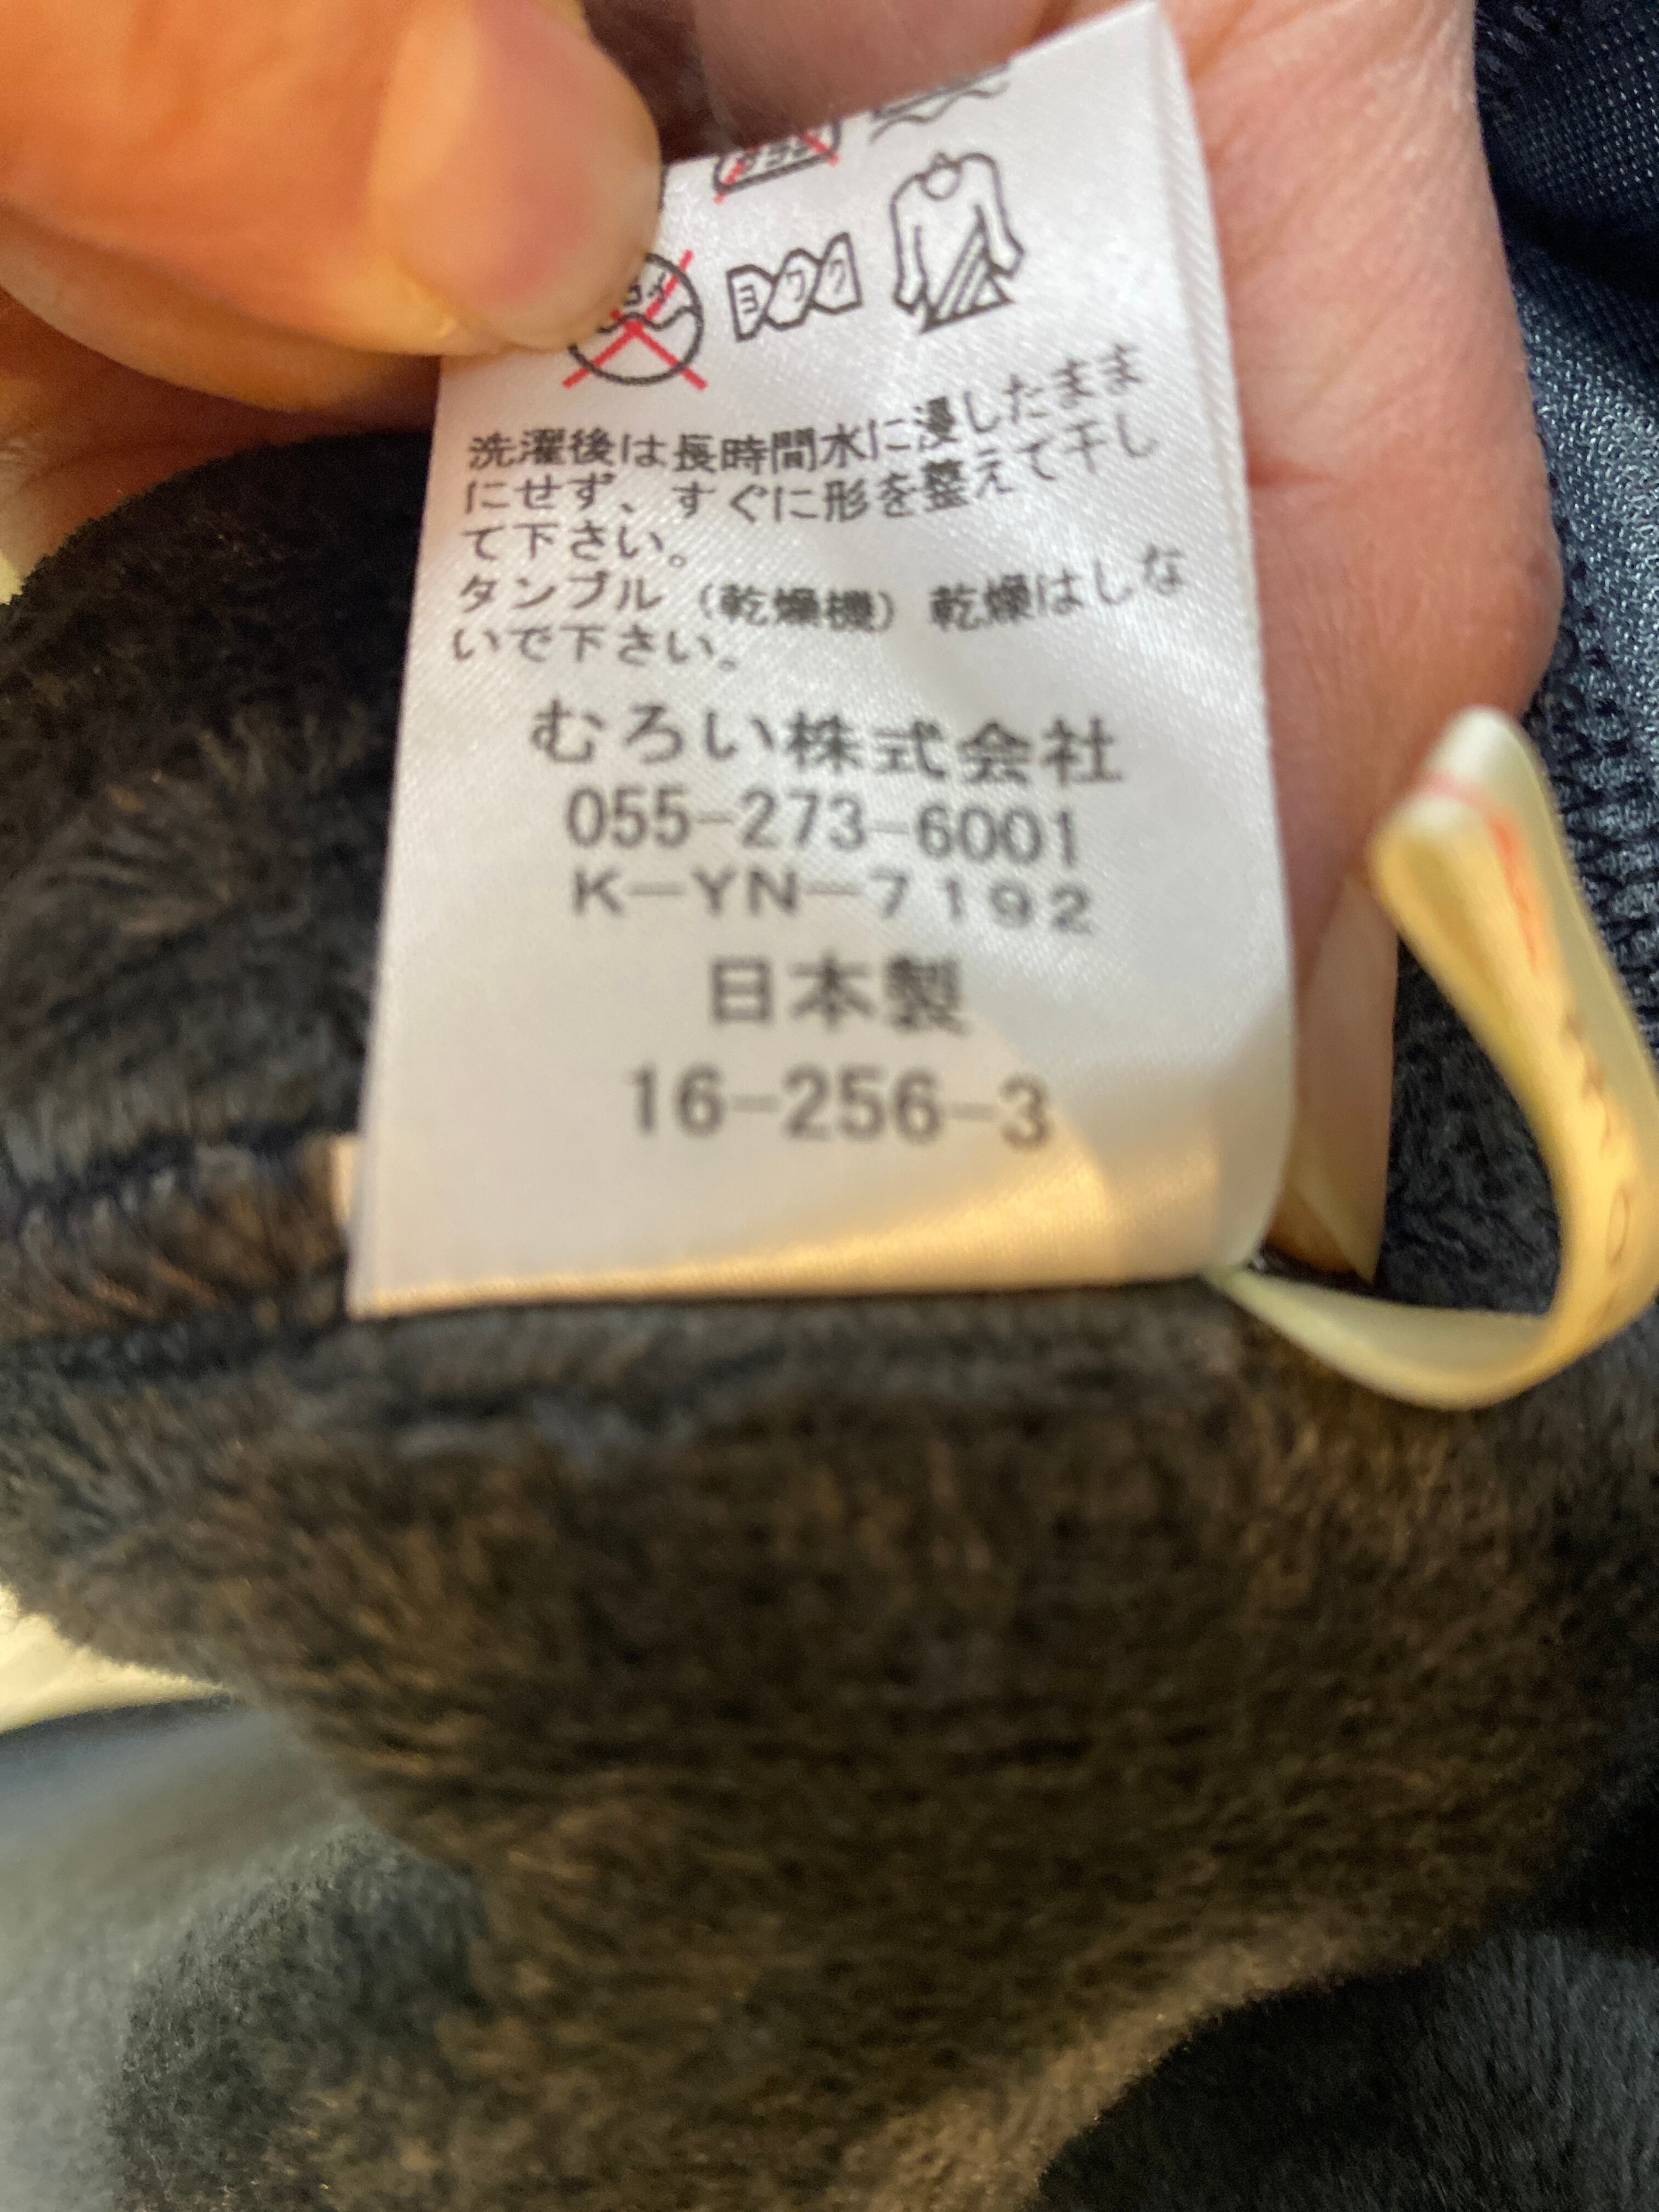 ヨワク
洗濯後は長時間水に浸したまま
にせず、すぐに形を整えて干し
て下さい。
タンブル（乾燥機）乾燥はしな
いで下さい。
むろい株式会社
055-273-6001
K-YN-7192
日本製
16-256-3